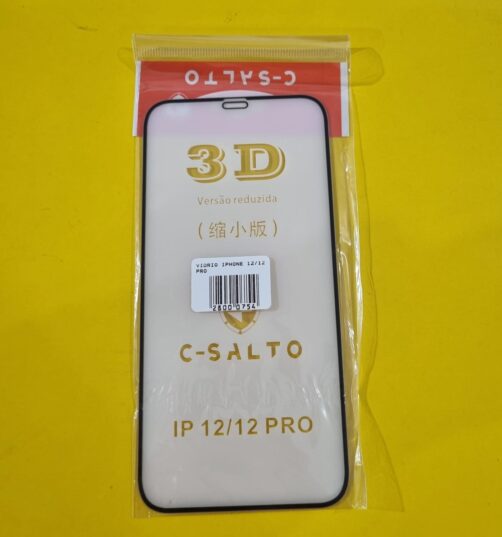 C-SALTO
3D
Versão reduzida
(缩小版)
VIDRIO IPHONE 12/12
PRO
2800 0754
C-SALTO
IP 12/12 PRO